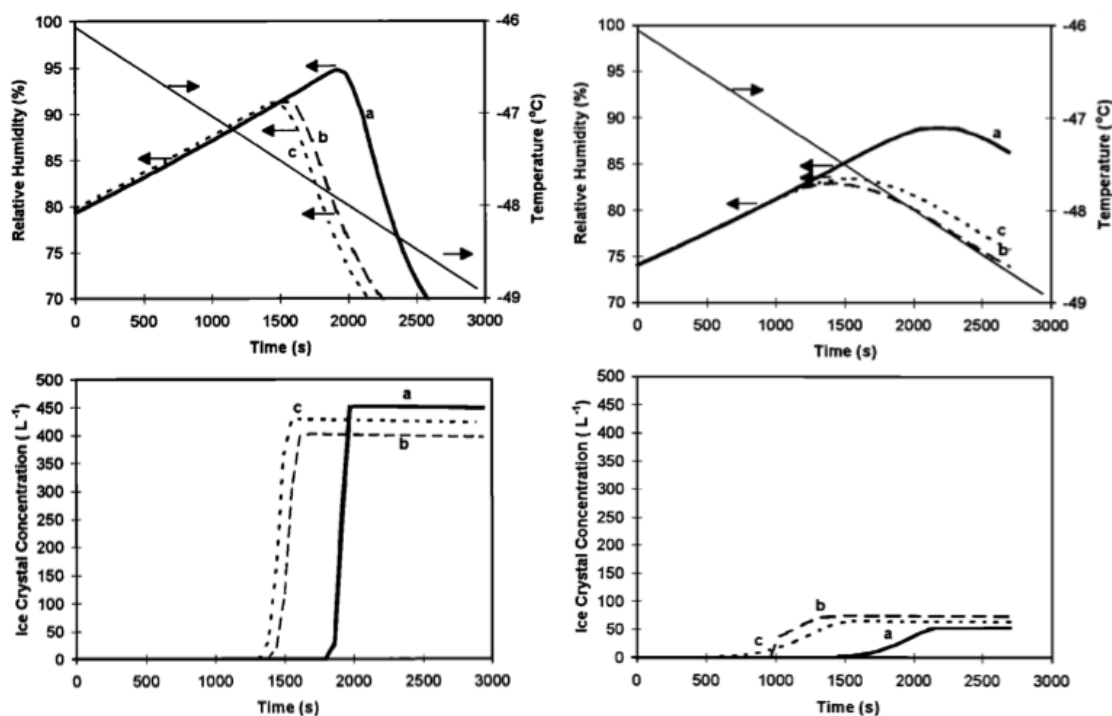 100
95
90
85
80
75
70
Relative Humidity (%)
a
b
c
-46
-47
-48
-49
Temperature (°C)
0 500 1000 1500 2000 2500 3000
Time (s)
100
95
90
85
80
75
70
Relative Humidity (%)
a
c
b
-46
-47
-48
-49
Temperature (°C)
0 500 1000 1500 2000 2500 3000
Time (s)
500
450
400
350
300
250
200
150
100
50
0
Ice Crystal Concentration ( L⁻¹)
c
a
b
0 500 1000 1500 2000 2500 3000
Time (s)
500
450
400
350
300
250
200
150
100
50
0
Ice Crystal Concentration ( L⁻¹)
b
c
a
0 500 1000 1500 2000 2500 3000
Time (s)